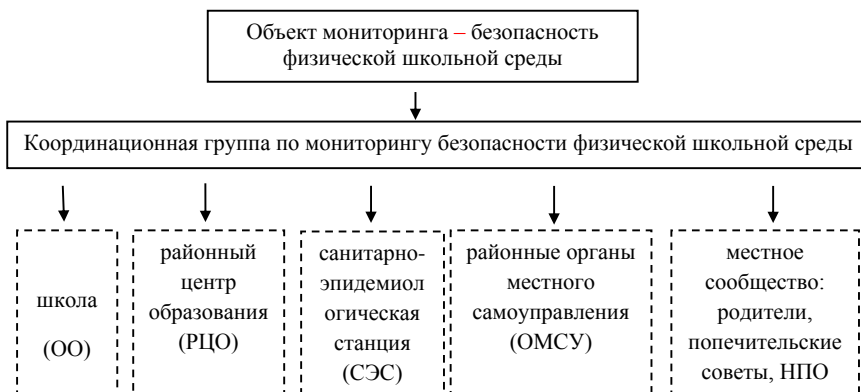 Объект мониторинга – безопасность
физической школьной среды
Координационная группа по мониторингу безопасности физической школьной среды
школа
(ОО)
районный
центр
образования
(РЦО)
санитарно-
эпидемиол
огическая
станция
(СЭС)
районные органы
местного
самоуправления
(ОМСУ)
местное
сообщество:
родители,
попечительские
советы, НПО